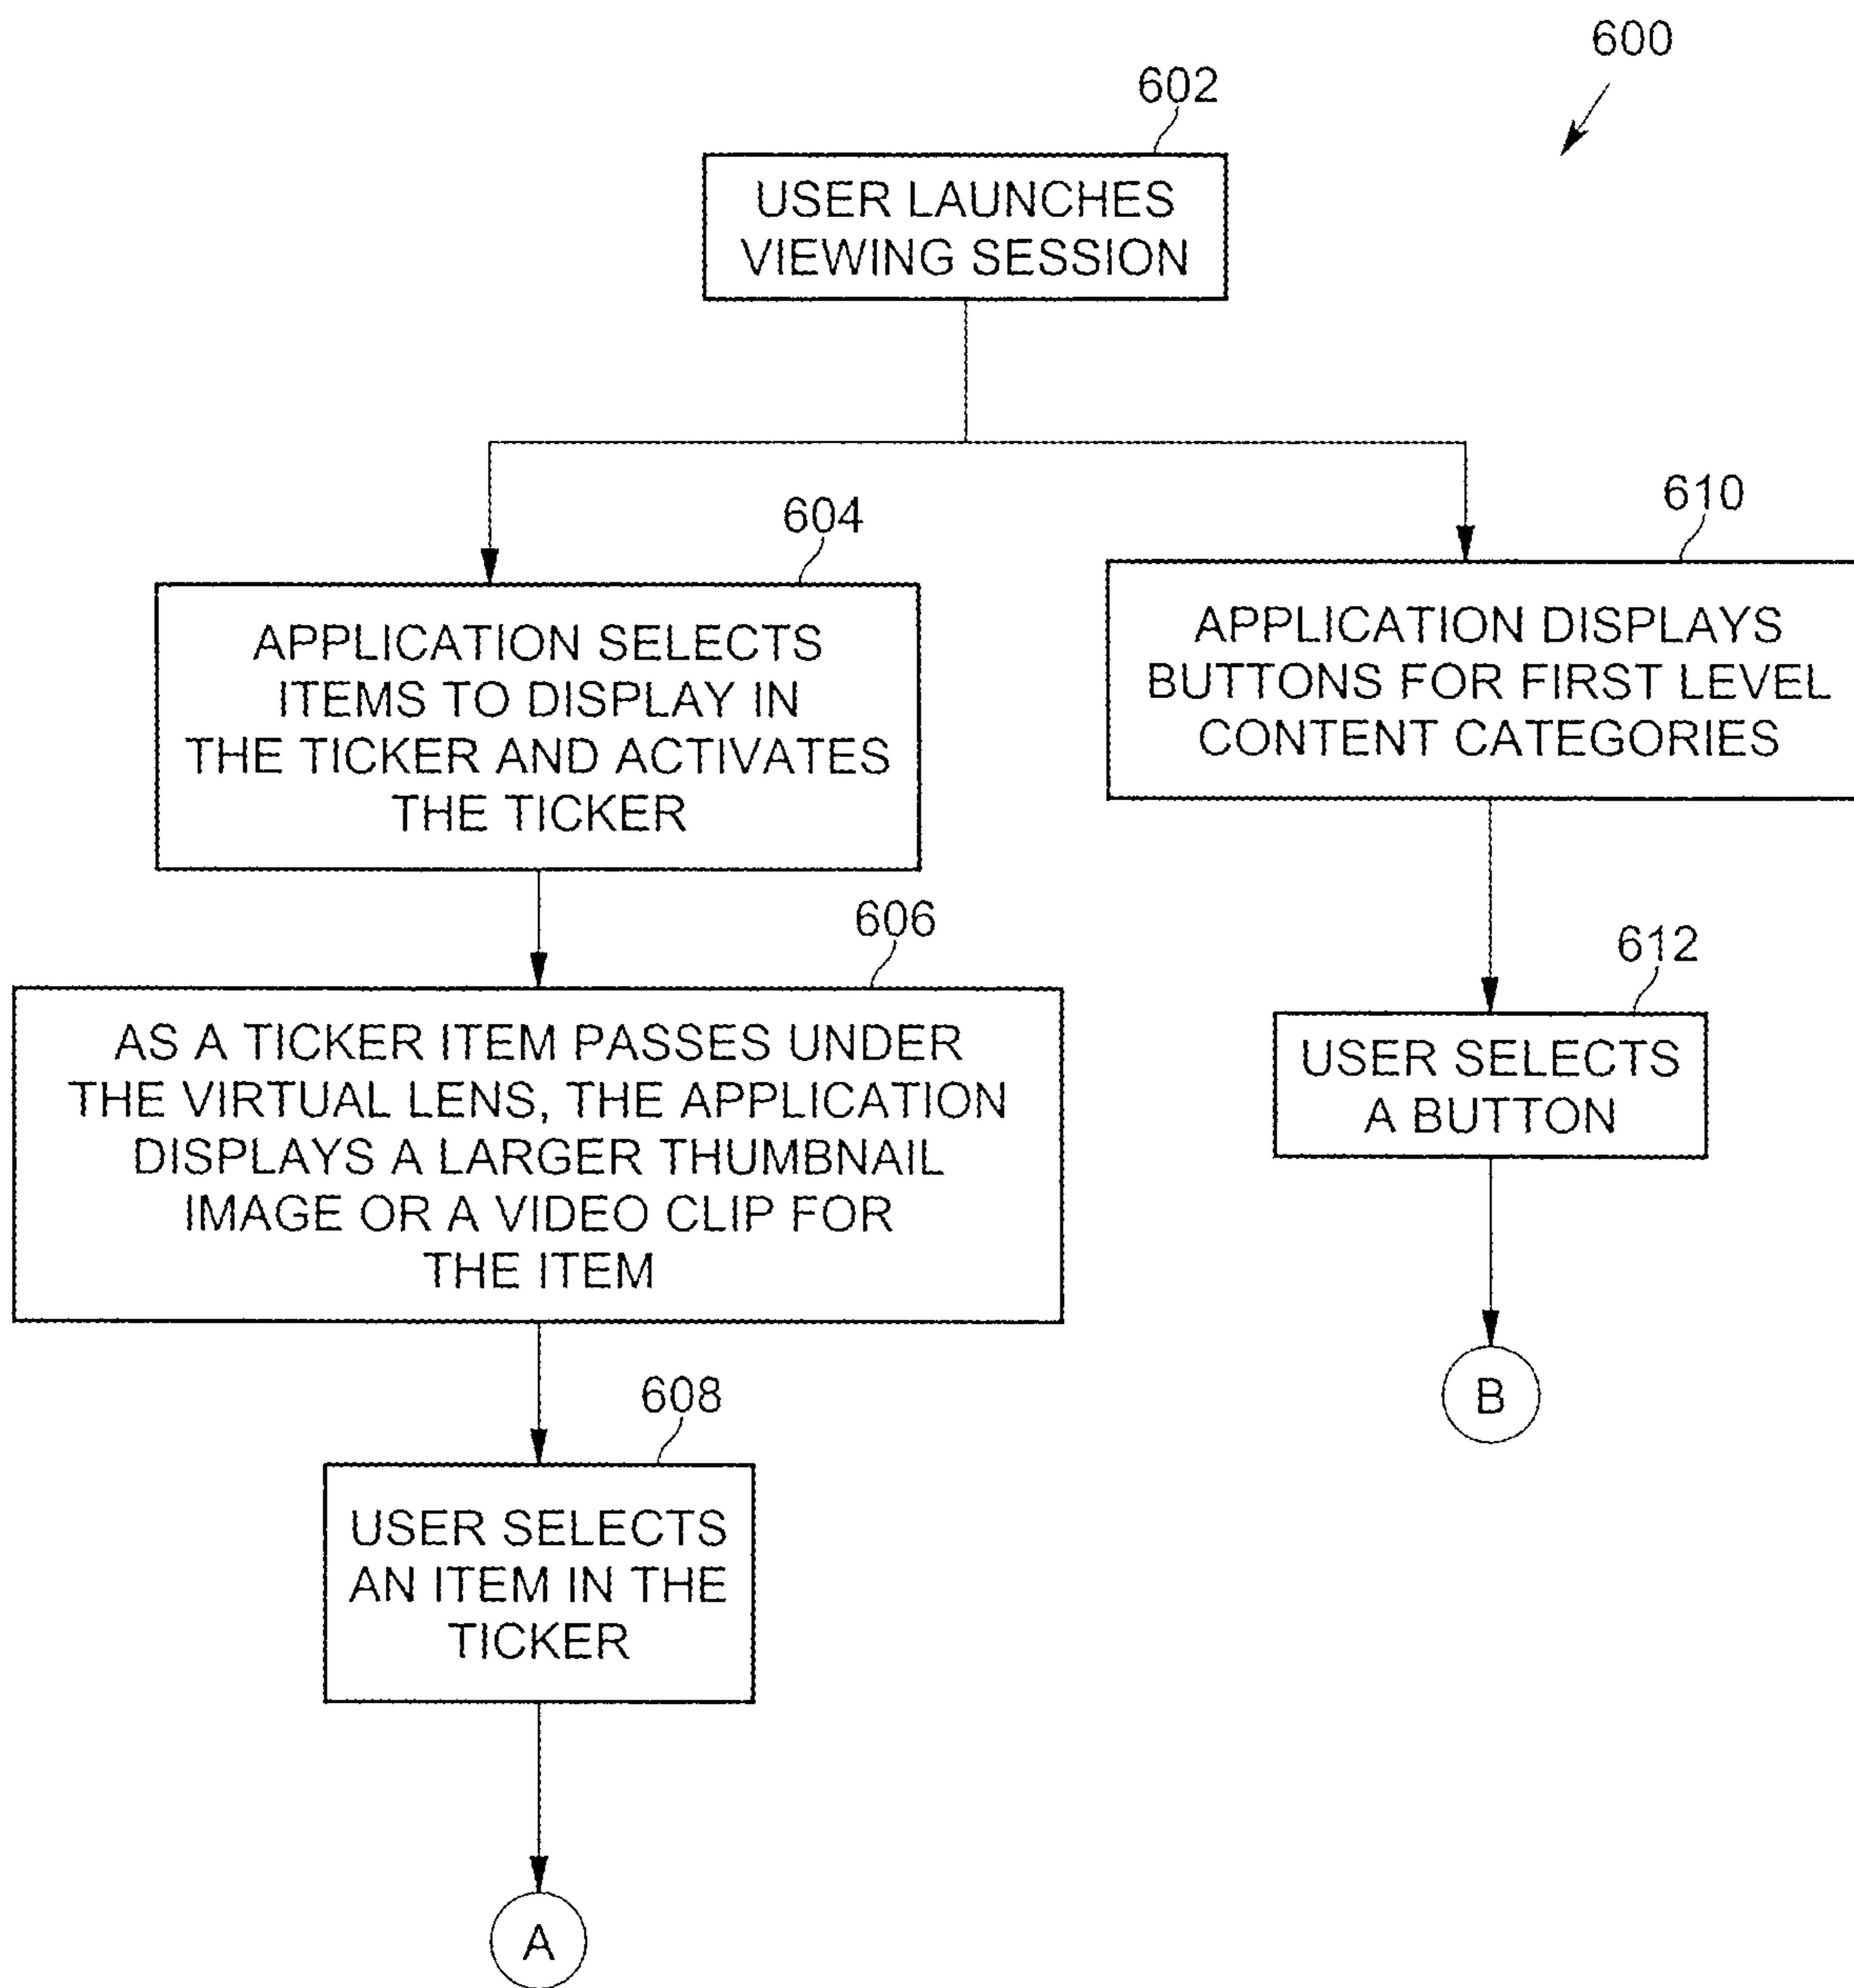 600
602
USER LAUNCHES
VIEWING SESSION
604
APPLICATION SELECTS
ITEMS TO DISPLAY IN
THE TICKER AND ACTIVATES
THE TICKER
606
AS A TICKER ITEM PASSES UNDER
THE VIRTUAL LENS, THE APPLICATION
DISPLAYS A LARGER THUMBNAIL
IMAGE OR A VIDEO CLIP FOR
THE ITEM
608
USER SELECTS
AN ITEM IN THE
TICKER
A
610
APPLICATION DISPLAYS
BUTTONS FOR FIRST LEVEL
CONTENT CATEGORIES
612
USER SELECTS
A BUTTON
B